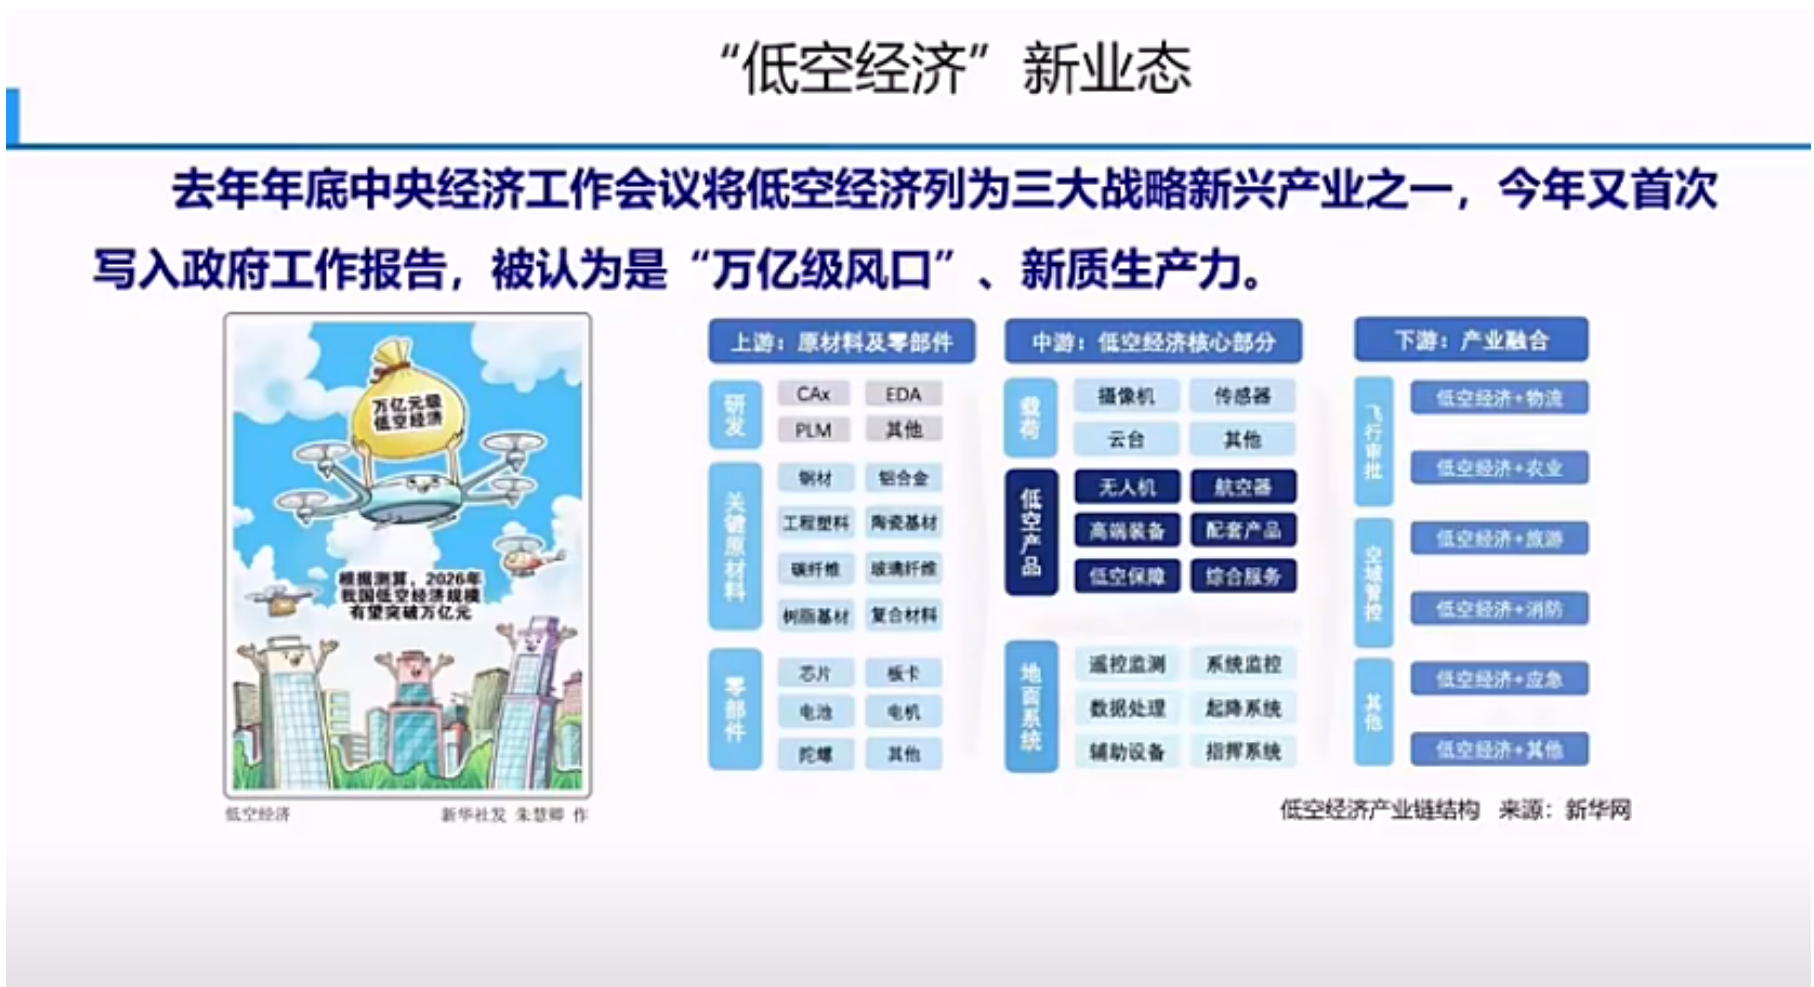 “低空经济”新业态
去年年底中央经济工作会议将低空经济列为三大战略新兴产业之一，今年又首次
写入政府工作报告，被认为是“万亿级风口”、新质生产力。
万亿元级
低空经济
根据测算，2026年
我国低空经济规模
有望突破万亿元
低空经济 新华社发 朱慧卿 作
上游：原材料及零部件
研发
CAx EDA
PLM 其他
关键原材料
钢材 铝合金
工程塑料 陶瓷基材
碳纤维 玻璃纤维
树脂基材 复合材料
零部件
芯片 板卡
电池 电机
陀螺 其他
中游：低空经济核心部分
载荷
摄像机 传感器
云台 其他
低空产品
无人机 航空器
高端装备 配套产品
低空保障 综合服务
地面系统
遥控监测 系统监控
数据处理 起降系统
辅助设备 指挥系统
下游：产业融合
飞行审批
空域管控
其他
低空经济+物流
低空经济+农业
低空经济+旅游
低空经济+消防
低空经济+应急
低空经济+其他
低空经济产业链结构 来源：新华网